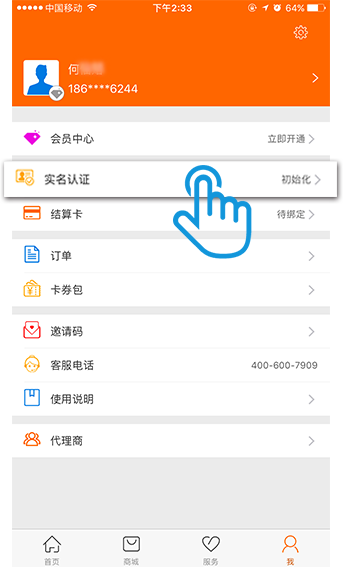 中国移动
下午2:33
64%
何
186****6244
会员中心
立即开通
实名认证
初始化
结算卡
待绑定
订单
卡券包
邀请码
客服电话
400-600-7909
使用说明
代理商
首页
商城
服务
我